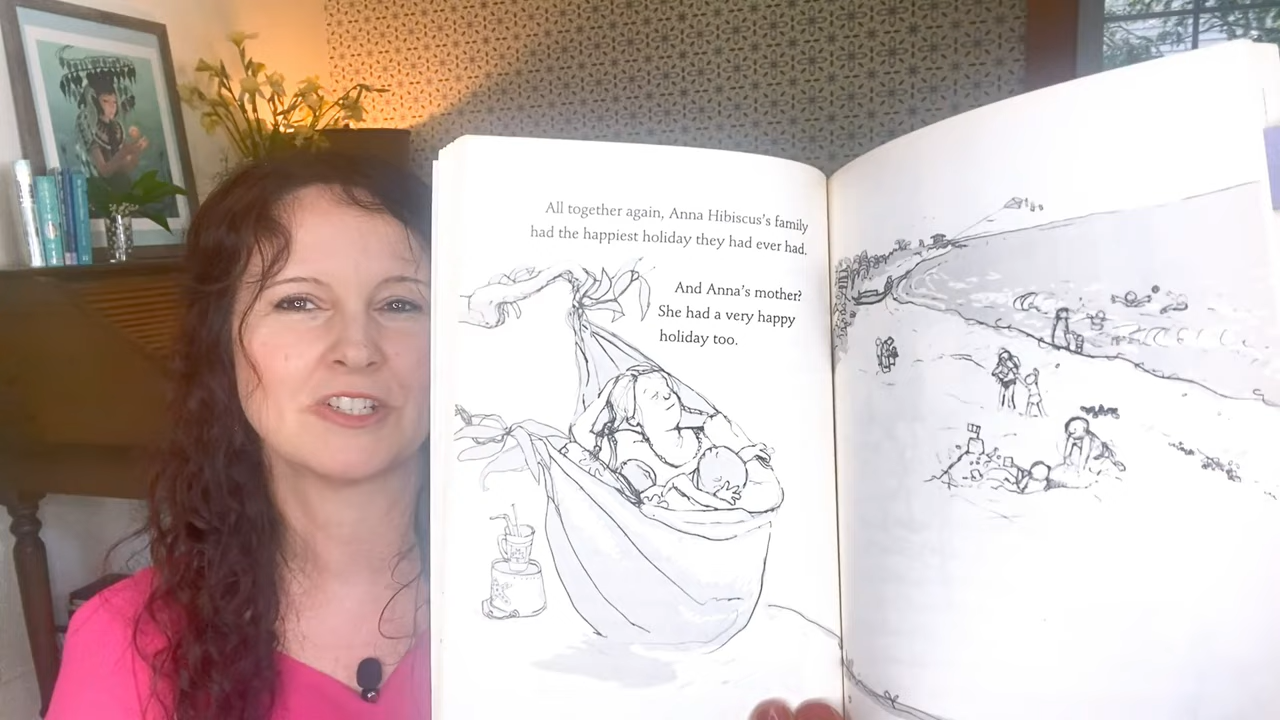 All together again, Anna Hibiscus's family
had the happiest holiday they had ever had.
And Anna's mother?
She had a very happy
holiday too.